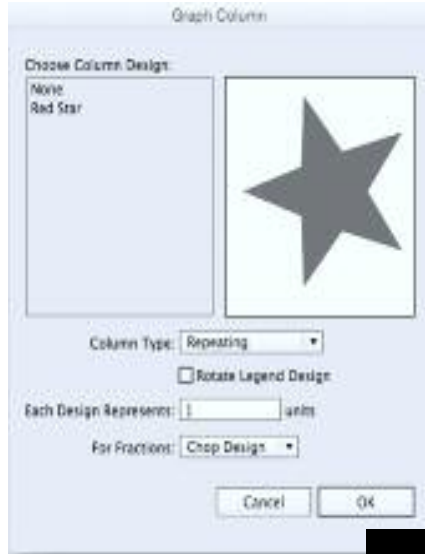 Graph Column
Choose Column Design:
None
Red Star
Column Type: Repeating
Rotate Legend Design
Each Design Represents: 1 units
For Fractions: Chop Design
Cancel OK